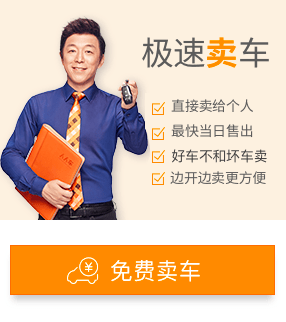 极速卖车
直接卖给个人
最快当日售出
好车不和坏车卖
边开边卖更方便
¥
免费卖车